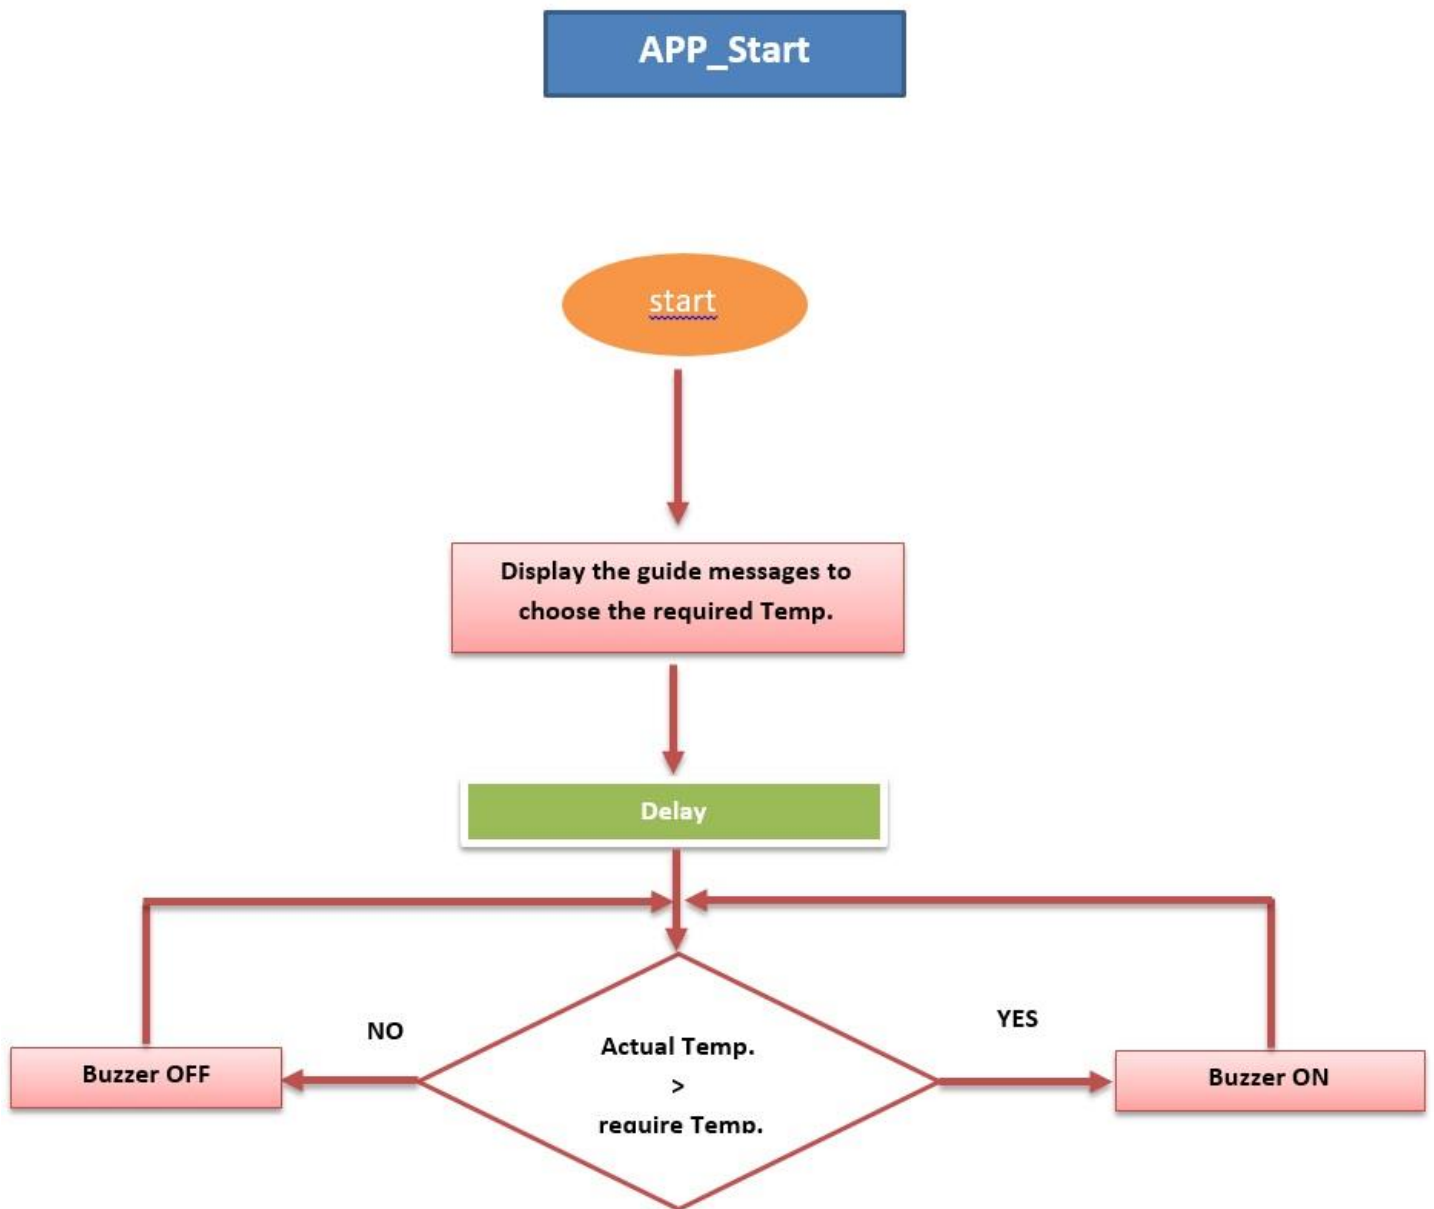 APP_Start
start
Display the guide messages to
choose the required Temp.
Delay
NO
YES
Actual Temp.
>
require Temp.
Buzzer OFF
Buzzer ON